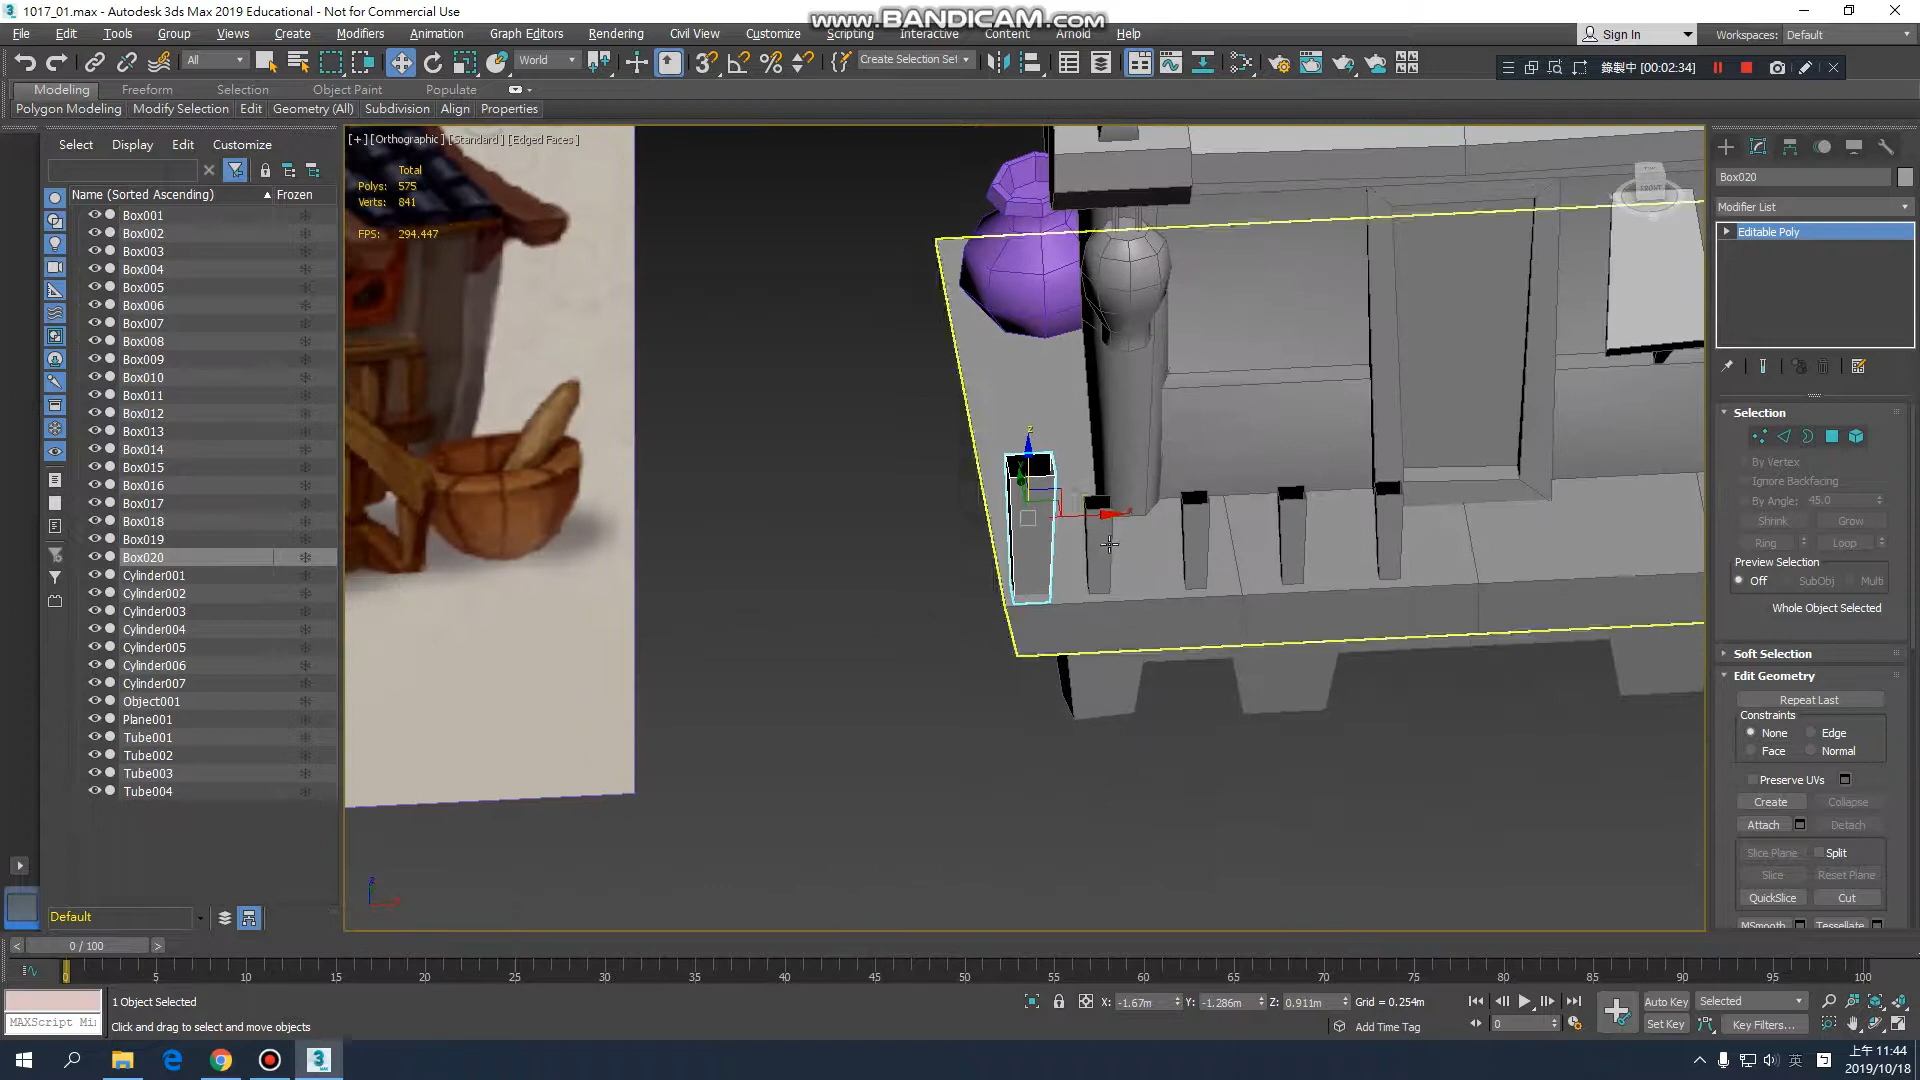 1017_01.max - Autodesk 3ds Max 2019 Educational - Not for Commercial Use
www.BANDICAM.com
File Edit Tools Group Views Create Modifiers Animation Graph Editors Rendering Civil View Customize Scripting Interactive Content Arnold Help
Sign In Workspaces: Default
All World Create Selection Set
錄製中 [00:02:34]
Modeling Freeform Selection Object Paint Populate
Polygon Modeling Modify Selection Edit Geometry (All) Subdivision Align Properties
Select Display Edit Customize
Name (Sorted Ascending) Frozen
Box001
Box002
Box003
Box004
Box005
Box006
Box007
Box008
Box009
Box010
Box011
Box012
Box013
Box014
Box015
Box016
Box017
Box018
Box019
Box020
Cylinder001
Cylinder002
Cylinder003
Cylinder004
Cylinder005
Cylinder006
Cylinder007
Object001
Plane001
Tube001
Tube002
Tube003
Tube004
Default
[+] [Orthographic] [Standard] [Edged Faces]
Total
Polys: 575
Verts: 841
FPS: 294.447
FRONT
z
x
Box020
Modifier List
Editable Poly
Selection
By Vertex
Ignore Backfacing
By Angle: 45.0
Shrink Grow
Ring Loop
Preview Selection
Off SubObj Multi
Whole Object Selected
Soft Selection
Edit Geometry
Repeat Last
Constraints
None Edge
Face Normal
Preserve UVs
Create Collapse
Attach Detach
Slice Plane Split
Slice Reset Plane
QuickSlice Cut
MSmooth Tessellate
< 0 / 100 >
0 5 10 15 20 25 30 35 40 45 50 55 60 65 70 75 80 85 90 95 100
1 Object Selected
MAXScript Mi
Click and drag to select and move objects
X: -1.67m Y: -1.286m Z: 0.911m Grid = 0.254m
Add Time Tag
0
Auto Key Selected
Set Key Key Filters...
英
上午 11:44
2019/10/18